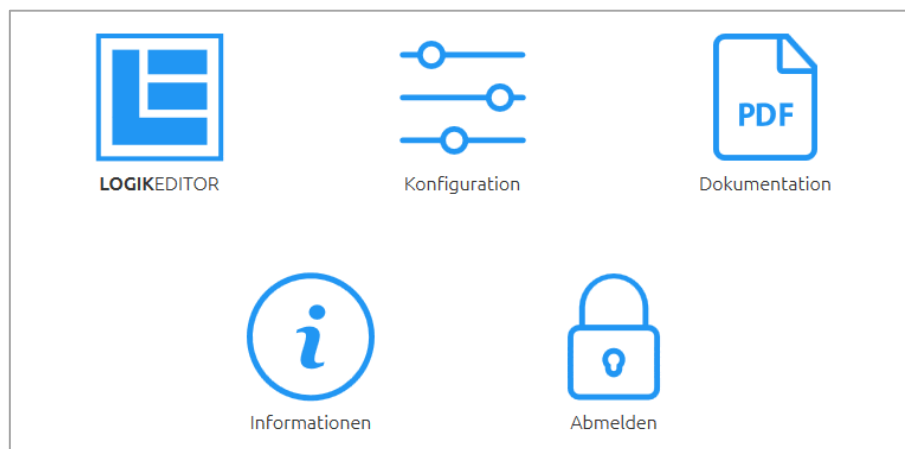 LOGIKEDITOR
Konfiguration
PDF
Dokumentation
i
Informationen
Abmelden